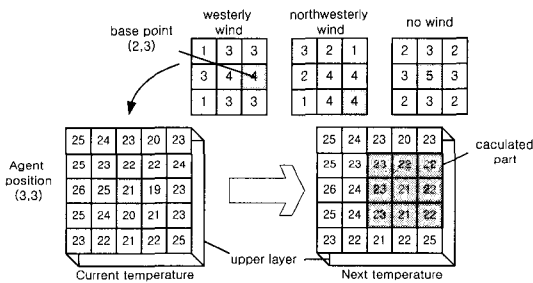 westerly wind
northwesterly wind
no wind
base point (2,3)
1 3 3
3 4 4
1 3 3
3 2 1
2 4 4
1 4 4
2 3 2
3 5 3
2 3 2
Agent position (3,3)
25 24 23 20 23
25 23 22 22 24
26 25 21 19 23
25 24 20 21 23
23 22 21 22 25
25 24 23 20 23
25 23 23 22 22
26 24 23 21 22
25 24 23 21 22
23 22 21 22 25
caculated part
upper layer
Current temperature
Next temperature